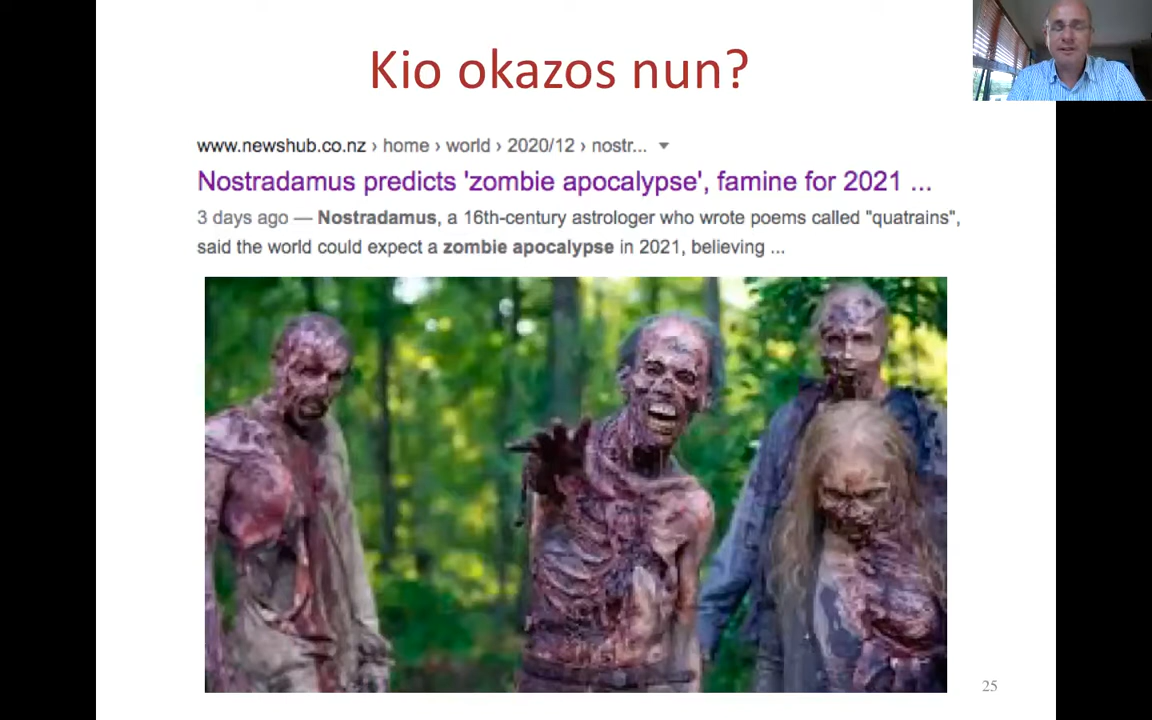 Kio okazos nun?
www.newshub.co.nz › home › world › 2020/12 › nostr...
Nostradamus predicts 'zombie apocalypse', famine for 2021 ...
3 days ago — Nostradamus, a 16th-century astrologer who wrote poems called "quatrains",
said the world could expect a zombie apocalypse in 2021, believing ...
25